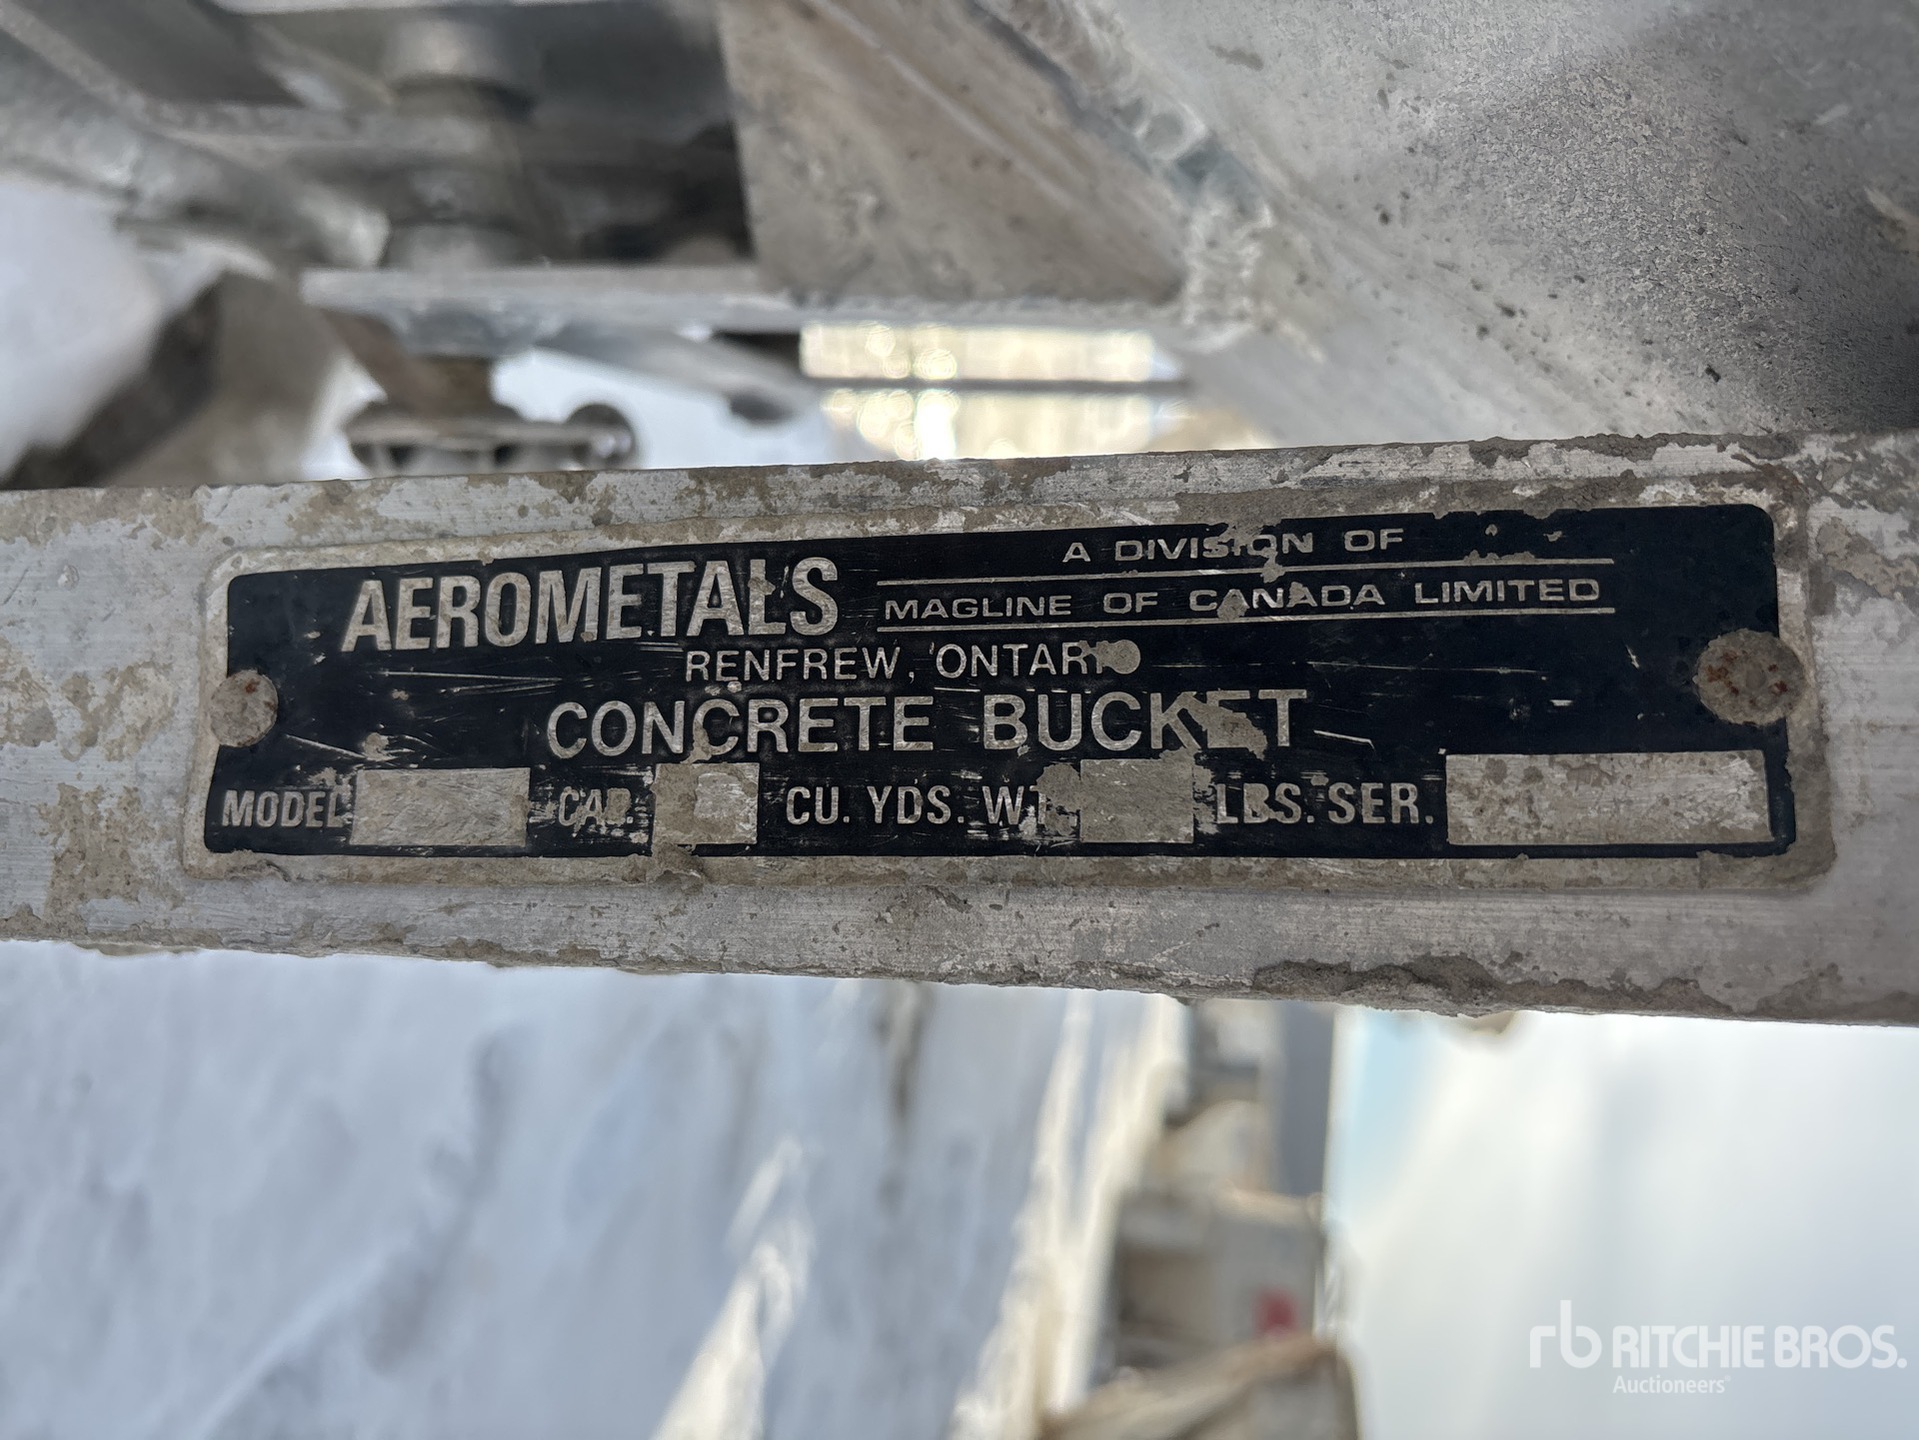 AEROMETALS
A DIVISION OF
MAGLINE OF CANADA LIMITED
RENFREW, ONTARIO
CONCRETE BUCKET
MODEL CAP. CU. YDS. WT. LBS. SER.
rb RITCHIE BROS.
Auctioneers